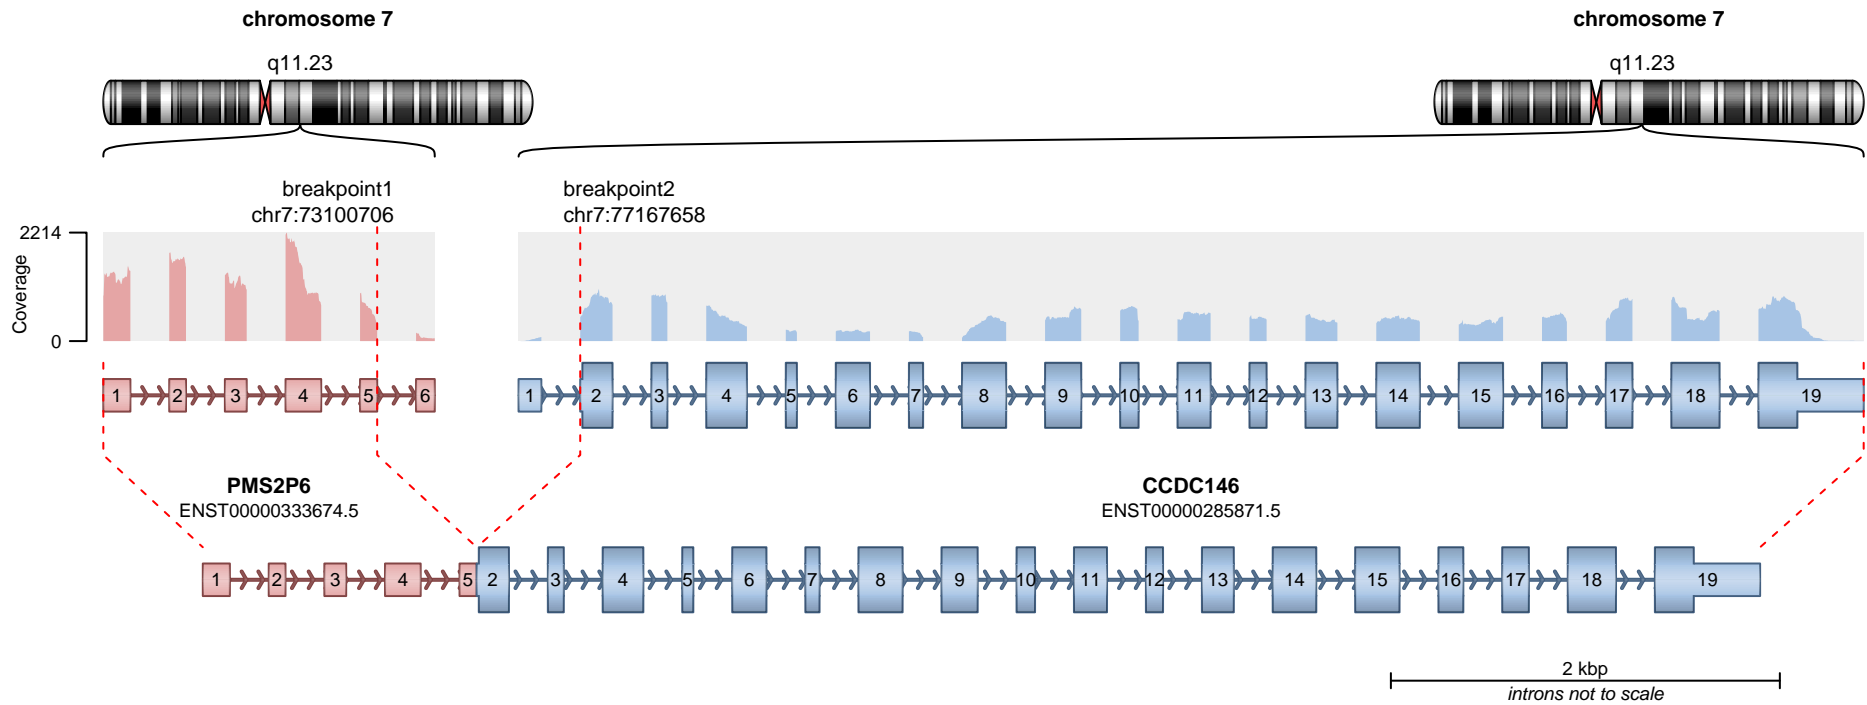 chromosome 7
chromosome 7
q11.23
q11.23
breakpoint1
chr7:73100706
breakpoint2
chr7:77167658
2214
Coverage
0
1 2 3 4 5 6
1 2 3 4 5 6 7 8 9 10 11 12 13 14 15 16 17 18 19
PMS2P6
ENST00000333674.5
CCDC146
ENST00000285871.5
1 2 3 4 5 2 3 4 5 6 7 8 9 10 11 12 13 14 15 16 17 18 19
2 kbp
introns not to scale